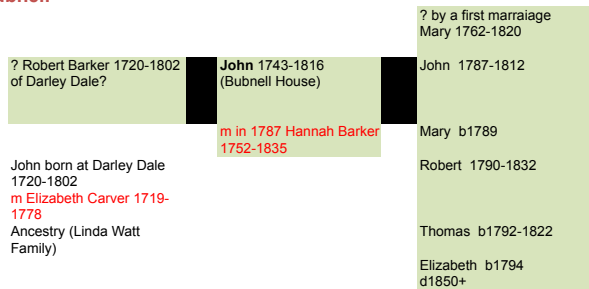 ? by a first marraiage
Mary 1762-1820
? Robert Barker 1720-1802
of Darley Dale?
John 1743-1816
(Bubnell House)
John 1787-1812
m in 1787 Hannah Barker
1752-1835
Mary b1789
John born at Darley Dale
1720-1802
m Elizabeth Carver 1719-
1778
Ancestry (Linda Watt
Family)
Robert 1790-1832
Thomas b1792-1822
Elizabeth b1794
d1850+